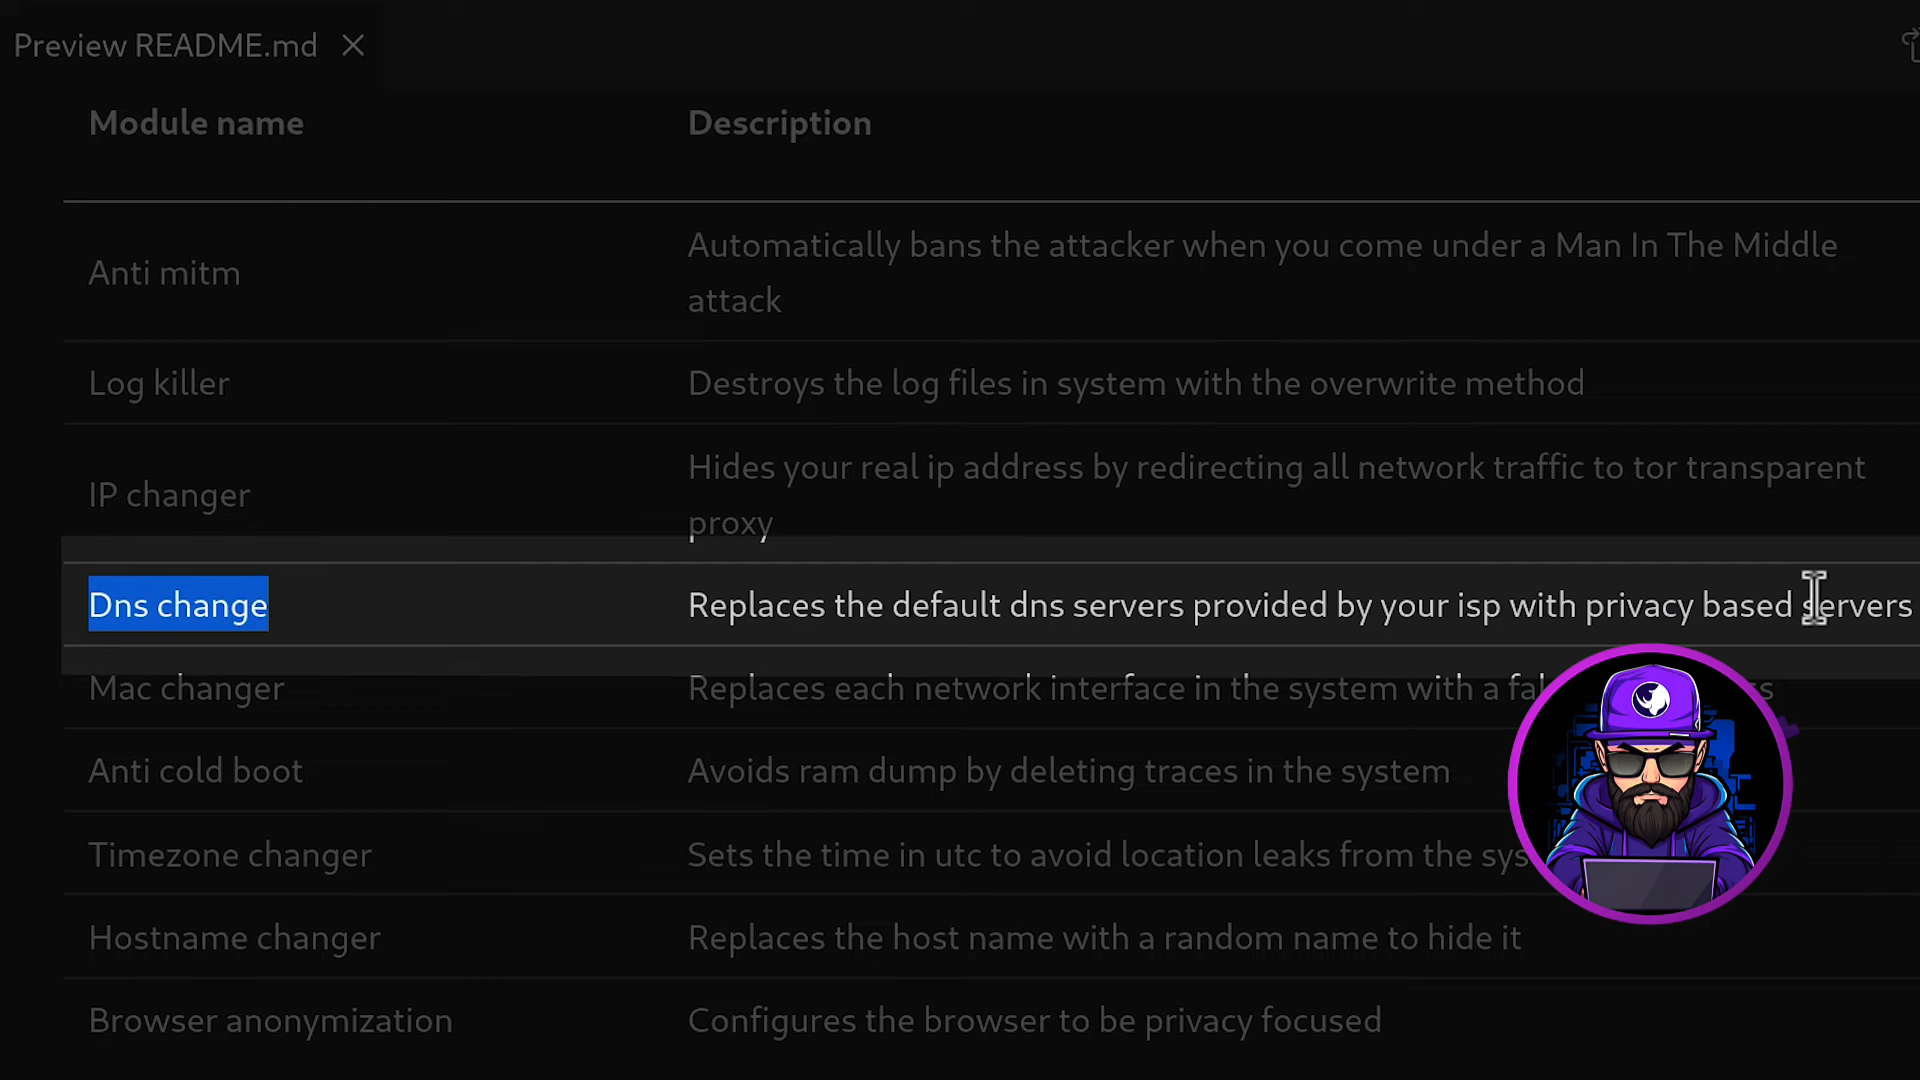 Preview README.md
Module name Description
Automatically bans the attacker when you come under a Man In The Middle
Anti mitm
attack
Log killer Destroys the log files in system with the overwrite method
Hides your real ip address by redirecting all network traffic to tor transparent
IP changer
proxy
Dns change Replaces the default dns servers provided by your isp with privacy based servers
Mac changer Replaces each network interface in the system with a
Anti cold boot Avoids ram dump by deleting traces in the system
Timezone changer Sets the time in utc to avoid location leaks from the
Hostname changer Replaces the host name with a random name to hide it
Browser anonymization Configures the browser to be privacy focused